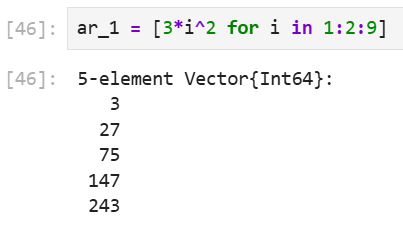 [46]: ar_1 = [3*i^2 for i in 1:2:9]
[46]: 5-element Vector{Int64}:
3
27
75
147
243